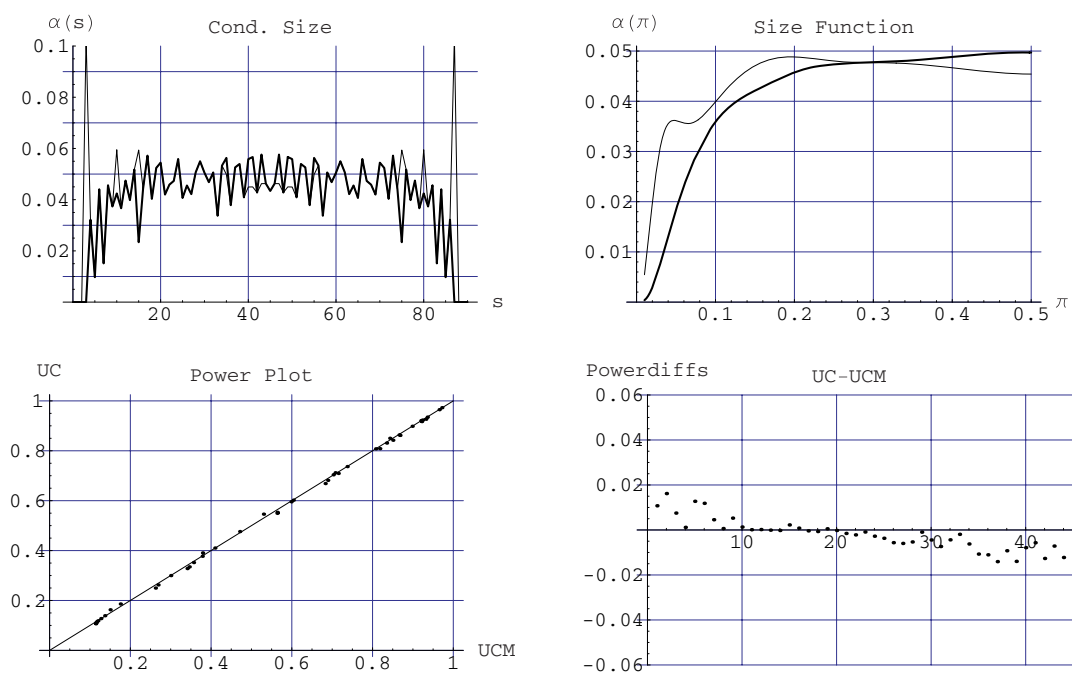 α(s)
Cond. Size
0.1
0.08
0.06
0.04
0.02
20 40 60 80
s
α(π)
Size Function
0.05
0.04
0.03
0.02
0.01
0.1 0.2 0.3 0.4 0.5
π
UC
Power Plot
1
0.8
0.6
0.4
0.2
0.2 0.4 0.6 0.8 1
UCM
Powerdiffs
UC-UCM
0.06
0.04
0.02
10 20 30 40
-0.02
-0.04
-0.06